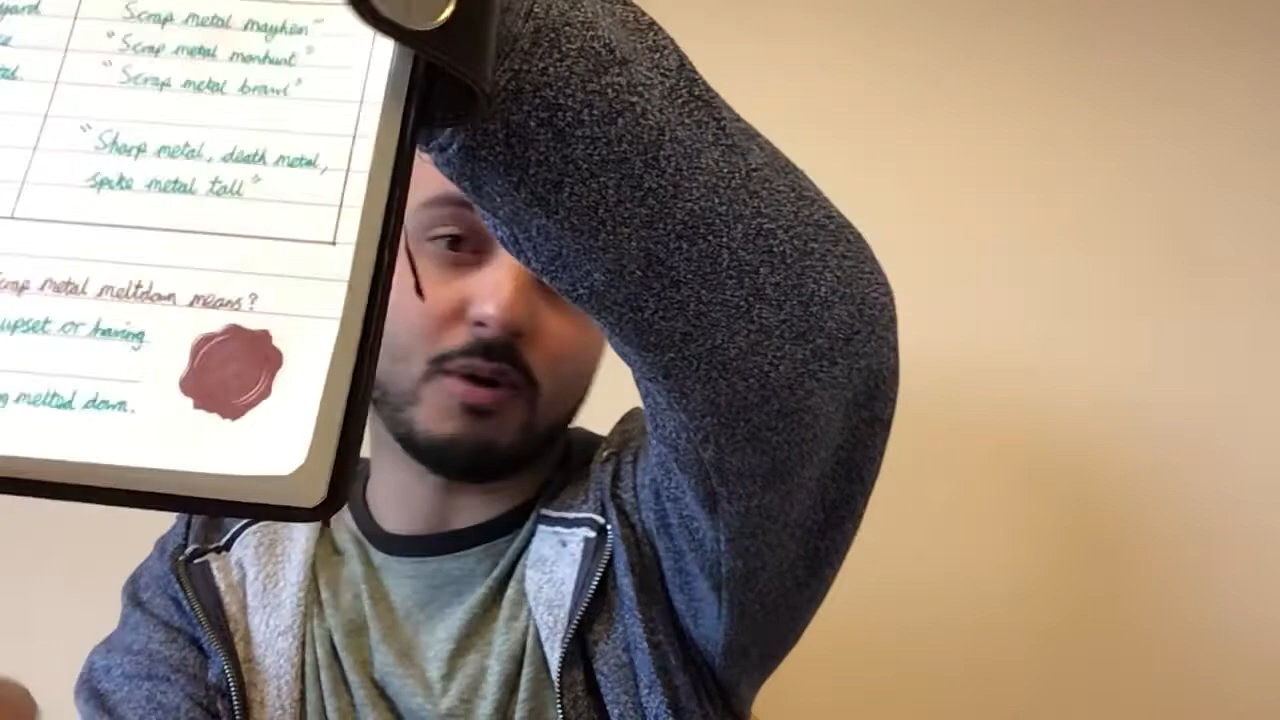 yard
"Scrap metal mayhem"
"Scrap metal manhunt"
"Scrap metal brawl"
"Sharp metal, death metal,
spike metal tall"
metal meltdown means?
upset or having
melted down.